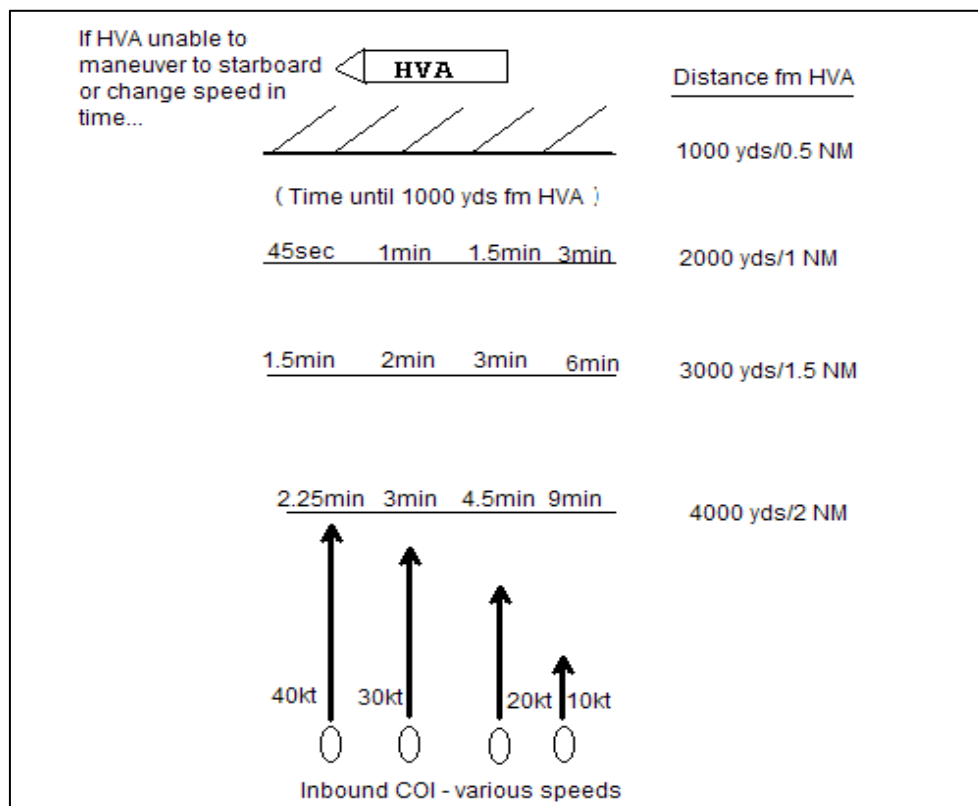 If HVA unable to
maneuver to starboard
or change speed in
time...
HVA
Distance fm HVA
1000 yds/0.5 NM
( Time until 1000 yds fm HVA )
45sec 1min 1.5min 3min
2000 yds/1 NM
1.5min 2min 3min 6min
3000 yds/1.5 NM
2.25min 3min 4.5min 9min
4000 yds/2 NM
40kt 30kt 20kt 10kt
Inbound COI - various speeds